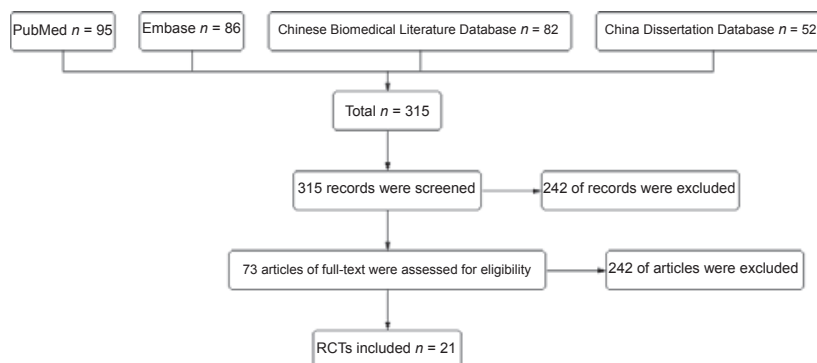 PubMed n = 95
Embase n = 86
Chinese Biomedical Literature Database n = 82
China Dissertation Database n = 52
Total n = 315
315 records were screened
242 of records were excluded
73 articles of full-text were assessed for eligibility
242 of articles were excluded
RCTs included n = 21